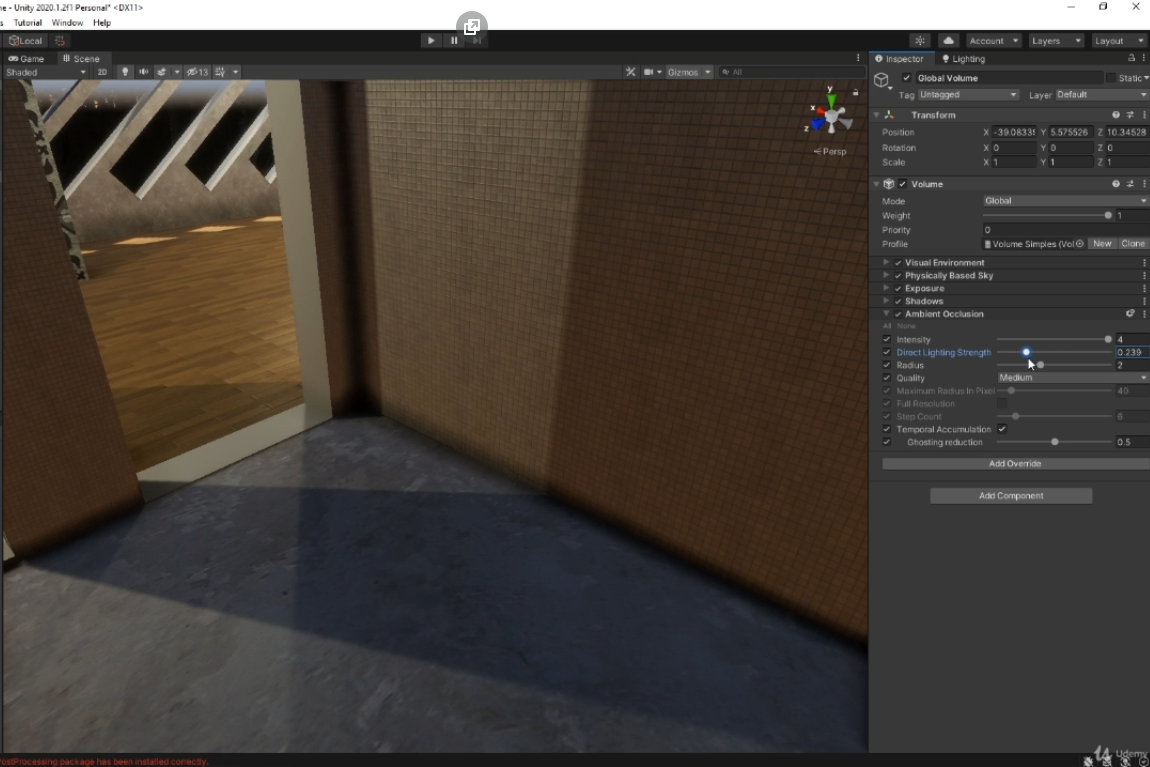 ne - Unity 2020.1.2f1 Personal* <DX11>
s Tutorial Window Help
Local
Account Layers Layout
Game Scene
Inspector Lighting
Shaded 2D 13 Gizmos All
Global Volume Static
Tag Untagged Layer Default
Transform
Position X -39.0833 Y 5.575526 Z 10.34528
Rotation X 0 Y 0 Z 0
Scale X 1 Y 1 Z 1
y
x
z
Persp
Volume
Mode Global
Weight 1
Priority 0
Profile Volume Simples (Vol New Clone
Visual Environment
Physically Based Sky
Exposure
Shadows
Ambient Occlusion
All None
Intensity 4
Direct Lighting Strength 0.239
Radius 2
Quality Medium
Maximum Radius In Pixel 40
Full Resolution
Step Count 6
Temporal Accumulation
Ghosting reduction 0.5
Add Override
Add Component
PostProcessing package has been installed correctly.
Udemy